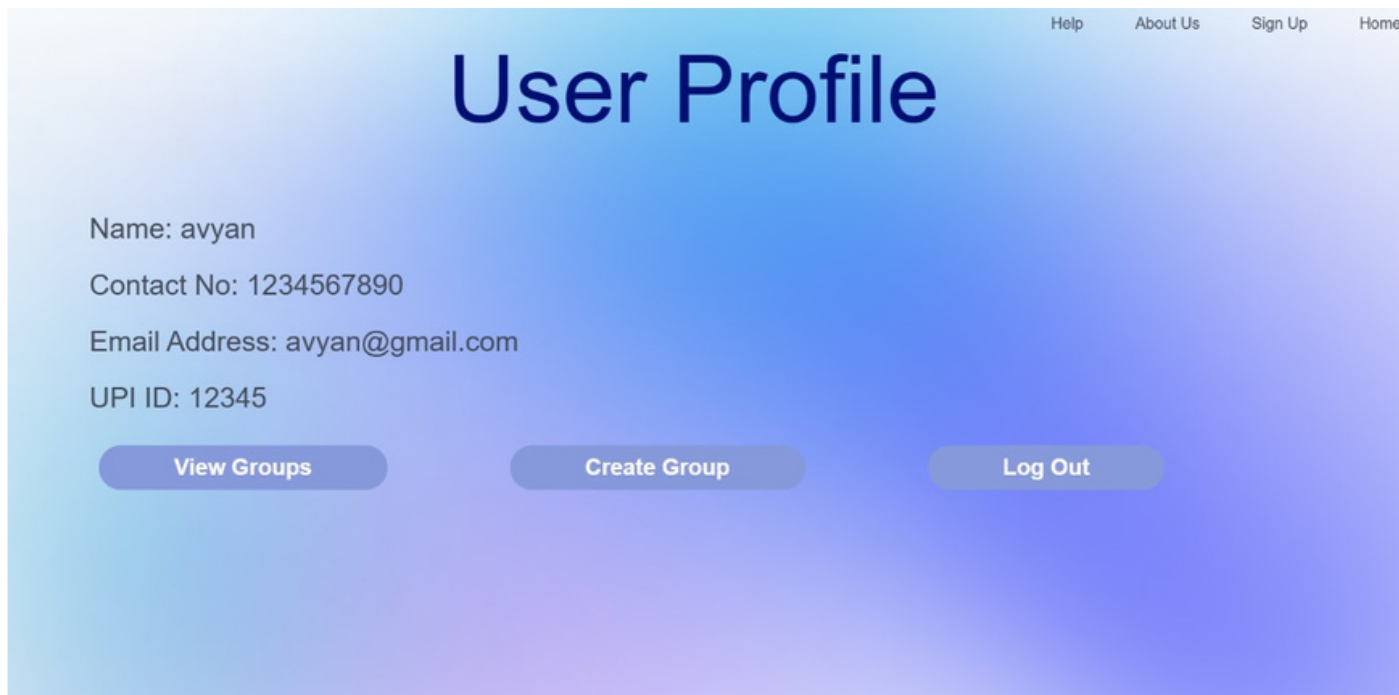 Help About Us Sign Up Home
User Profile
Name: avyan
Contact No: 1234567890
Email Address: avyan@gmail.com
UPI ID: 12345
View Groups Create Group Log Out